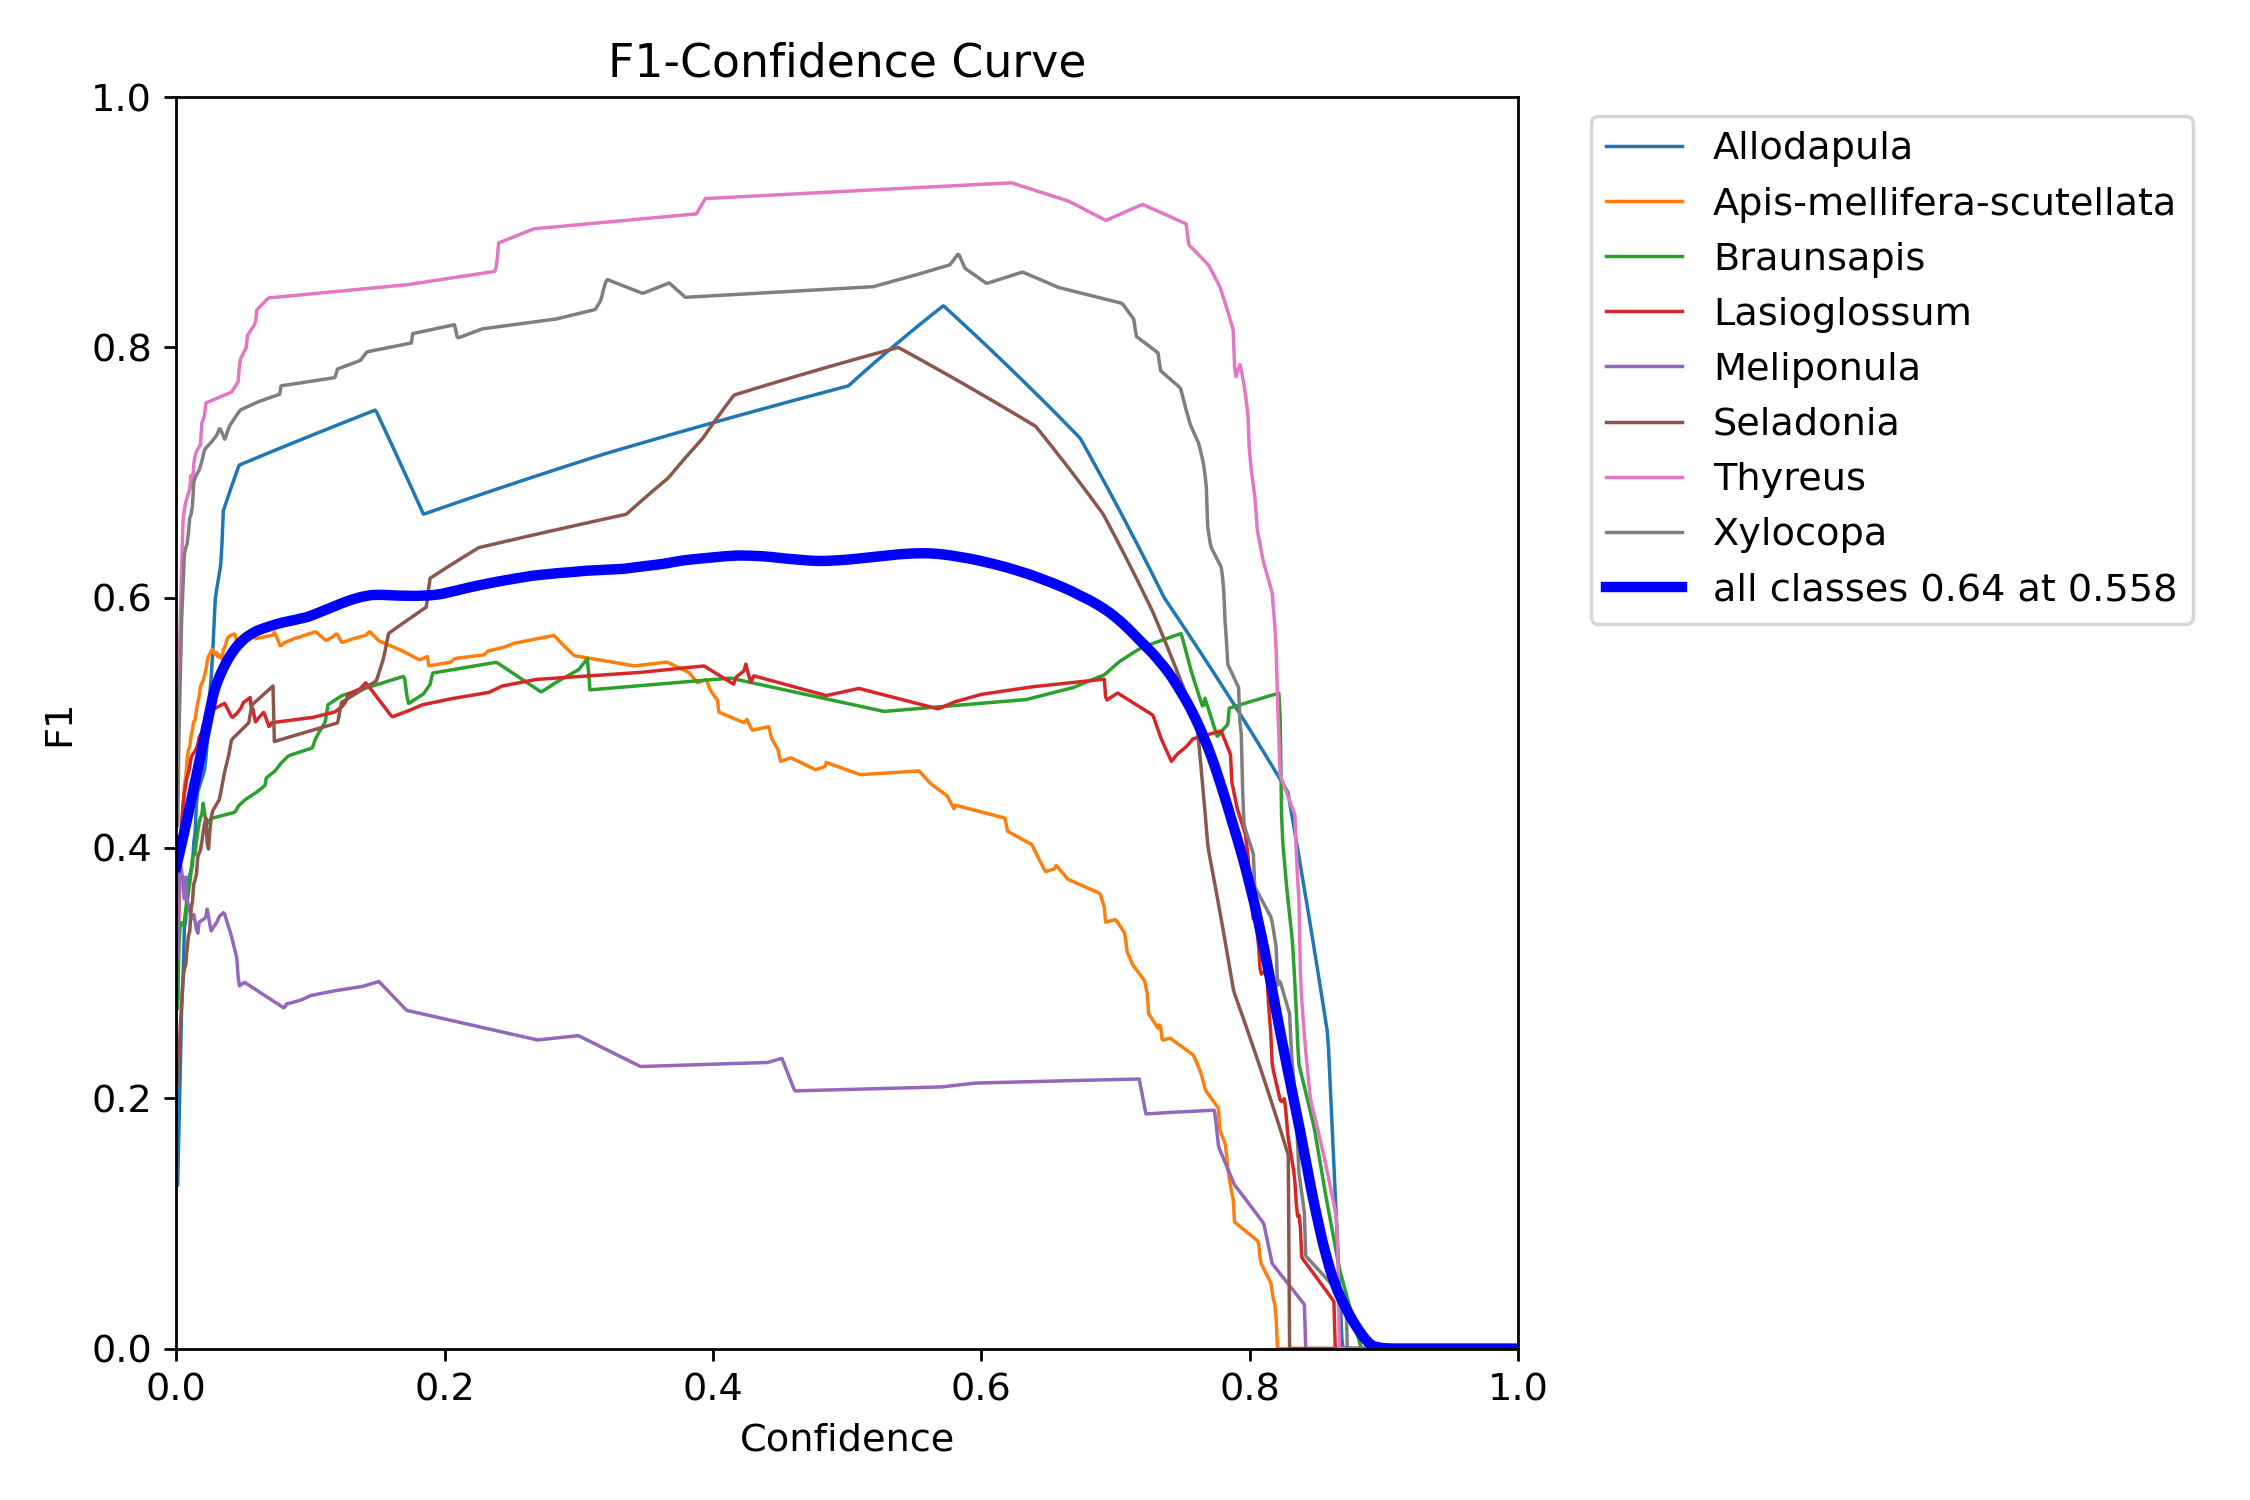 F1-Confidence Curve
1.0
0.8
0.6
0.4
0.2
0.0
F1
0.0 0.2 0.4 0.6 0.8 1.0
Confidence
Allodapula
Apis-mellifera-scutellata
Braunsapis
Lasioglossum
Meliponula
Seladonia
Thyreus
Xylocopa
all classes 0.64 at 0.558